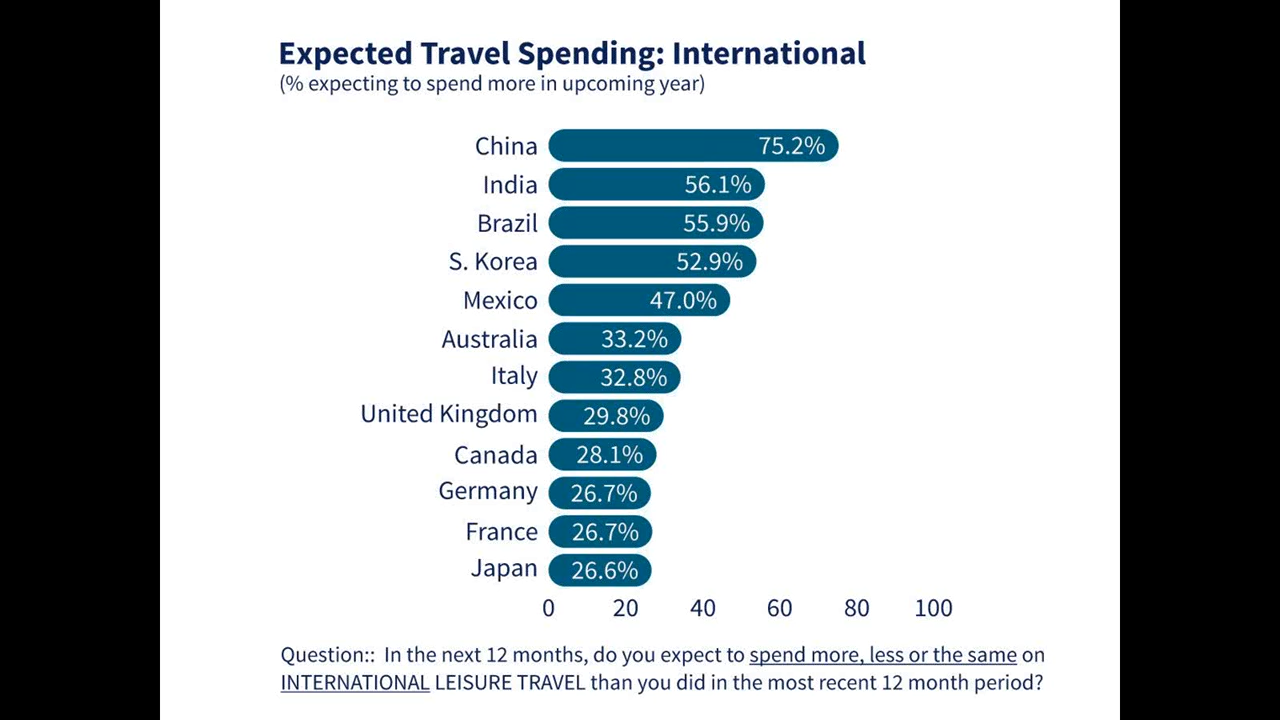 Expected Travel Spending: International
(% expecting to spend more in upcoming year)
China 75.2%
India 56.1%
Brazil 55.9%
S. Korea 52.9%
Mexico 47.0%
Australia 33.2%
Italy 32.8%
United Kingdom 29.8%
Canada 28.1%
Germany 26.7%
France 26.7%
Japan 26.6%
0 20 40 60 80 100
Question:: In the next 12 months, do you expect to spend more, less or the same on
INTERNATIONAL LEISURE TRAVEL than you did in the most recent 12 month period?